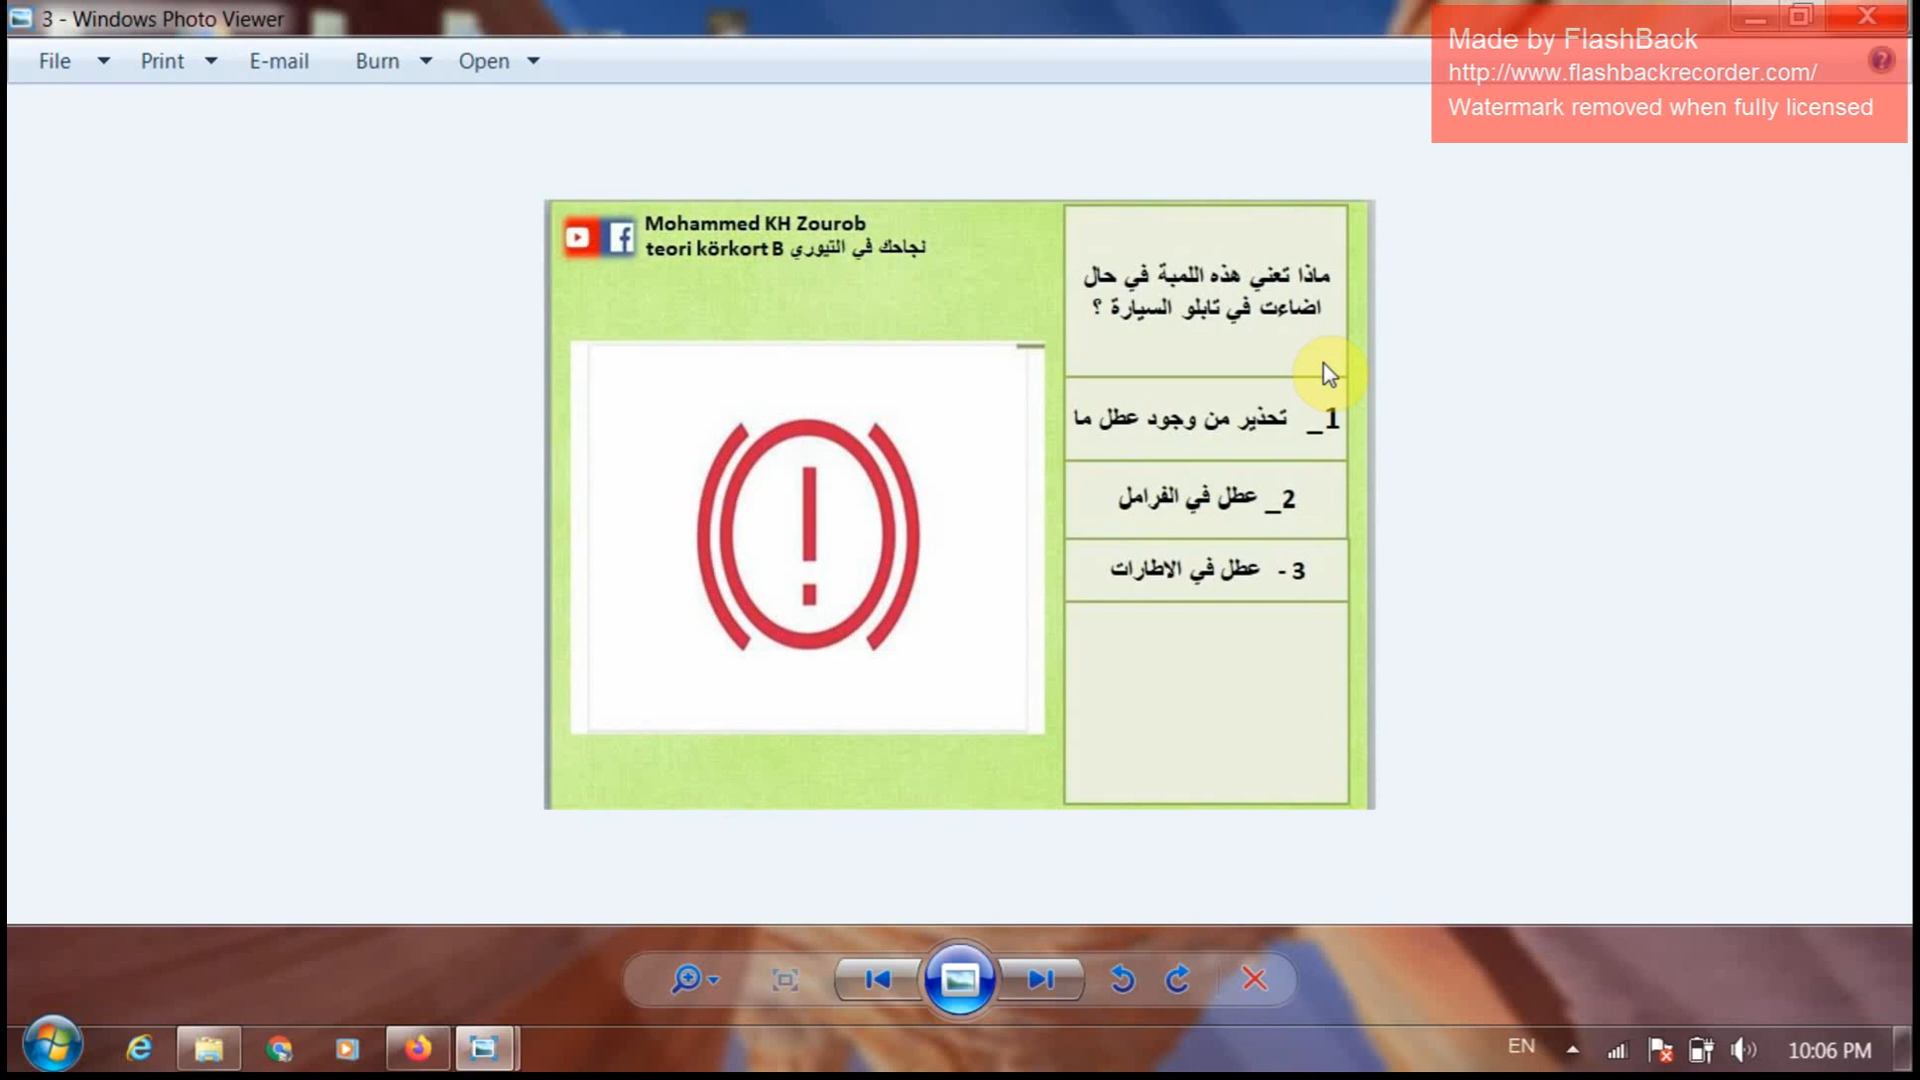 3 - Windows Photo Viewer
File
Print
E-mail
Burn
Open
Made by FlashBack
http://www.flashbackrecorder.com/
Watermark removed when fully licensed
Mohammed KH Zourob
teori körkort B نجاحك في التيوري
ماذا تعني هذه اللمبة في حال
اضاءت في تابلو السيارة ؟
1_ تحذير من وجود عطل ما
2_ عطل في الفرامل
3 - عطل في الاطارات
EN
10:06 PM